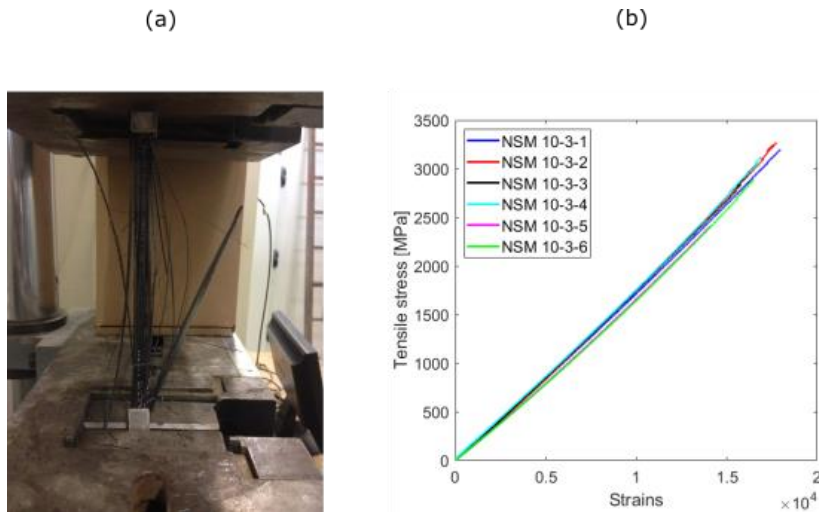 (a)
(b)
3500
3000
2500
2000
1500
1000
500
0
Tensile stress [MPa]
NSM 10-3-1
NSM 10-3-2
NSM 10-3-3
NSM 10-3-4
NSM 10-3-5
NSM 10-3-6
0 0.5 1 1.5 2
Strains
×10⁴